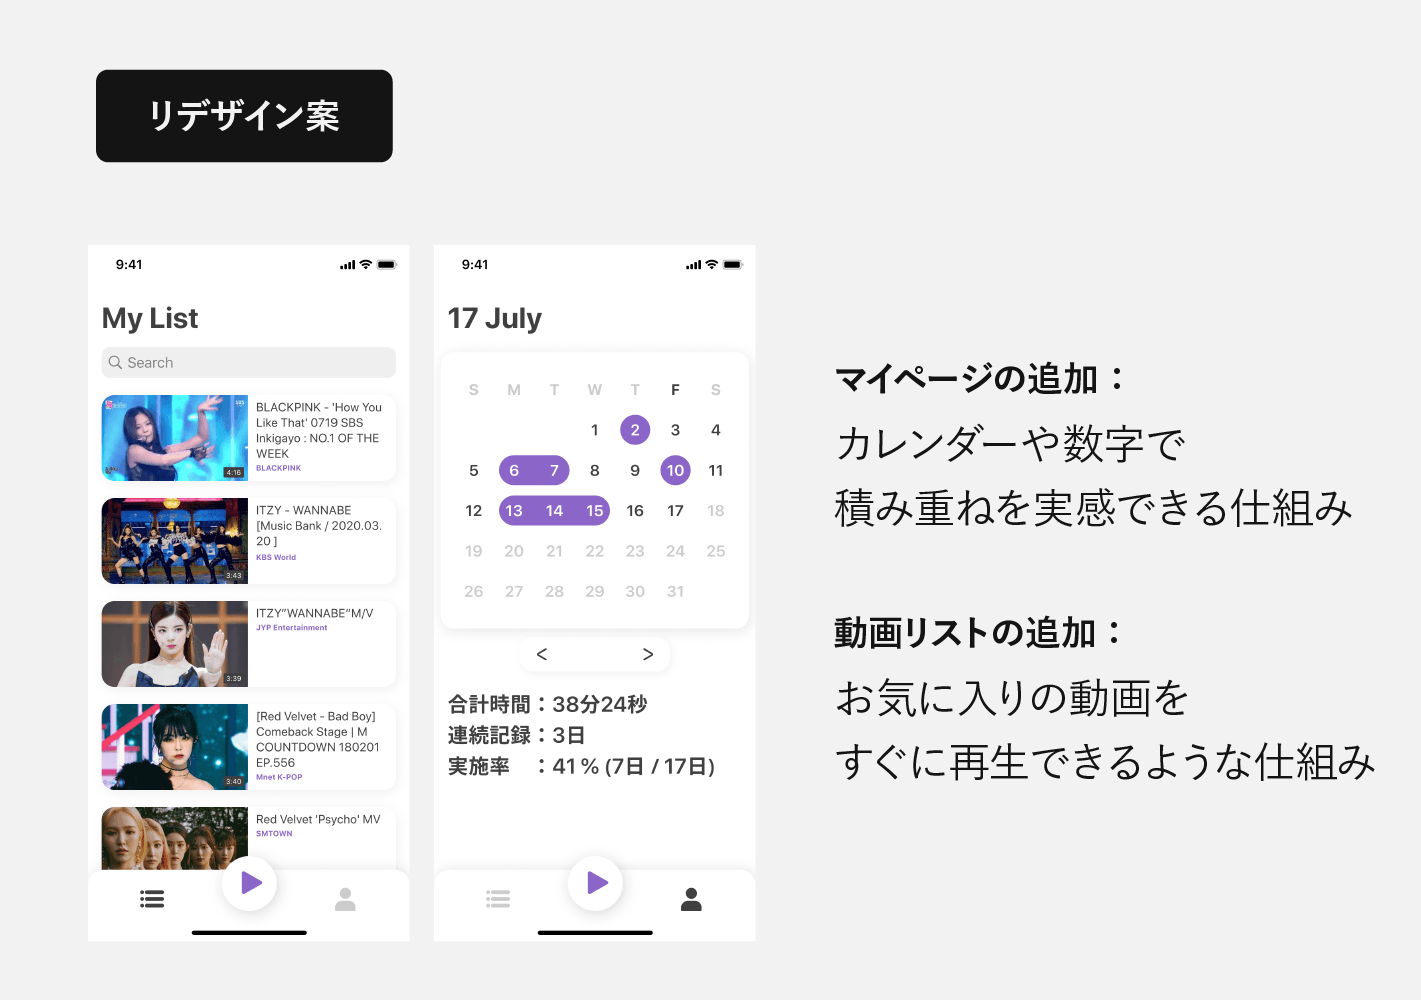 リデザイン案
9:41
My List
Search
BLACKPINK - 'How You
Like That' 0719 SBS
Inkigayo : NO.1 OF THE
WEEK
BLACKPINK
4:16
ITZY - WANNABE
[Music Bank / 2020.03.
20 ]
KBS World
3:43
ITZY”WANNABE”M/V
JYP Entertainment
3:39
[Red Velvet - Bad Boy]
Comeback Stage | M
COUNTDOWN 180201
EP.556
Mnet K-POP
3:40
Red Velvet 'Psycho' MV
SMTOWN
9:41
17 July
S M T W T F S
1 2 3 4
5 6 7 8 9 10 11
12 13 14 15 16 17 18
19 20 21 22 23 24 25
26 27 28 29 30 31
< >
合計時間：38分24秒
連続記録：3日
実施率　：41％(7日 / 17日)
マイページの追加：
カレンダーや数字で
積み重ねを実感できる仕組み
動画リストの追加：
お気に入りの動画を
すぐに再生できるような仕組み